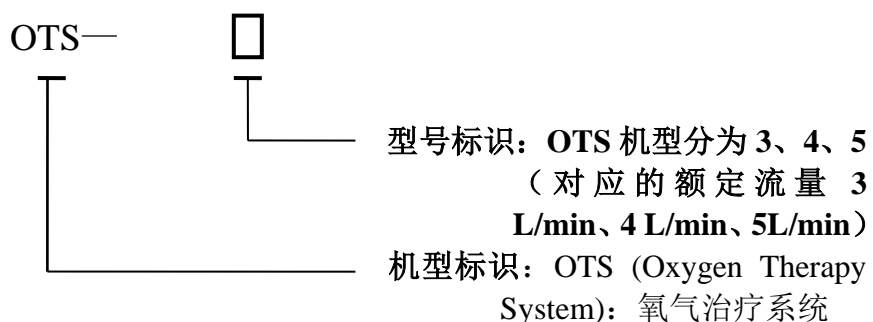 OTS— □
型号标识：OTS 机型分为 3、4、5
（对应的额定流量 3
L/min、4 L/min、5L/min）
机型标识：OTS (Oxygen Therapy
System)：氧气治疗系统